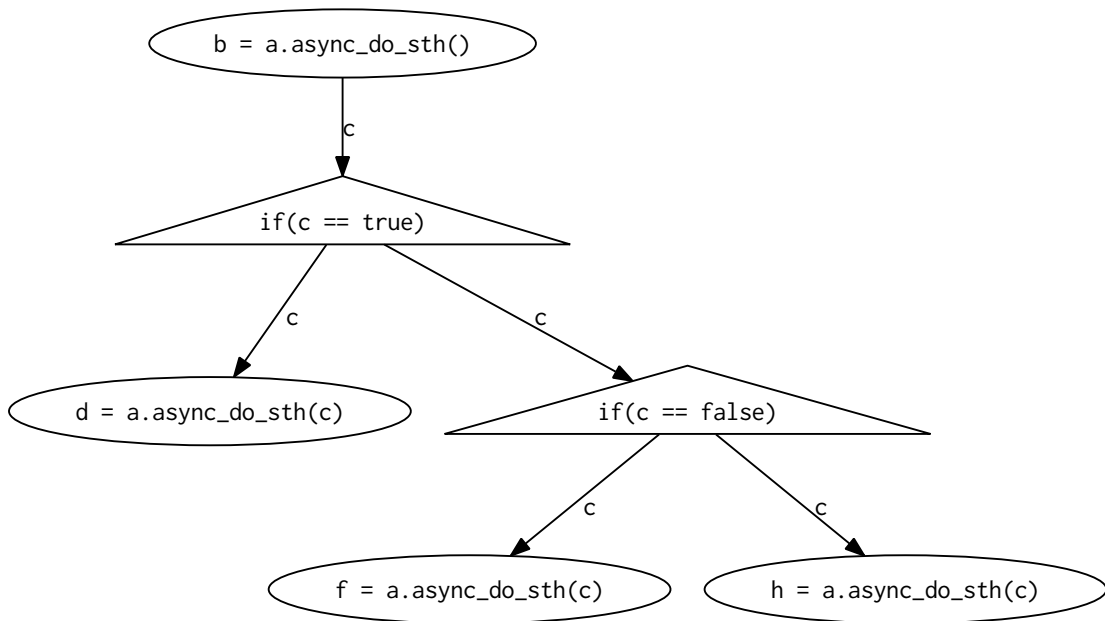 b = a.async_do_sth()
c
if(c == true)
c
c
d = a.async_do_sth(c)
if(c == false)
c
c
f = a.async_do_sth(c)
h = a.async_do_sth(c)